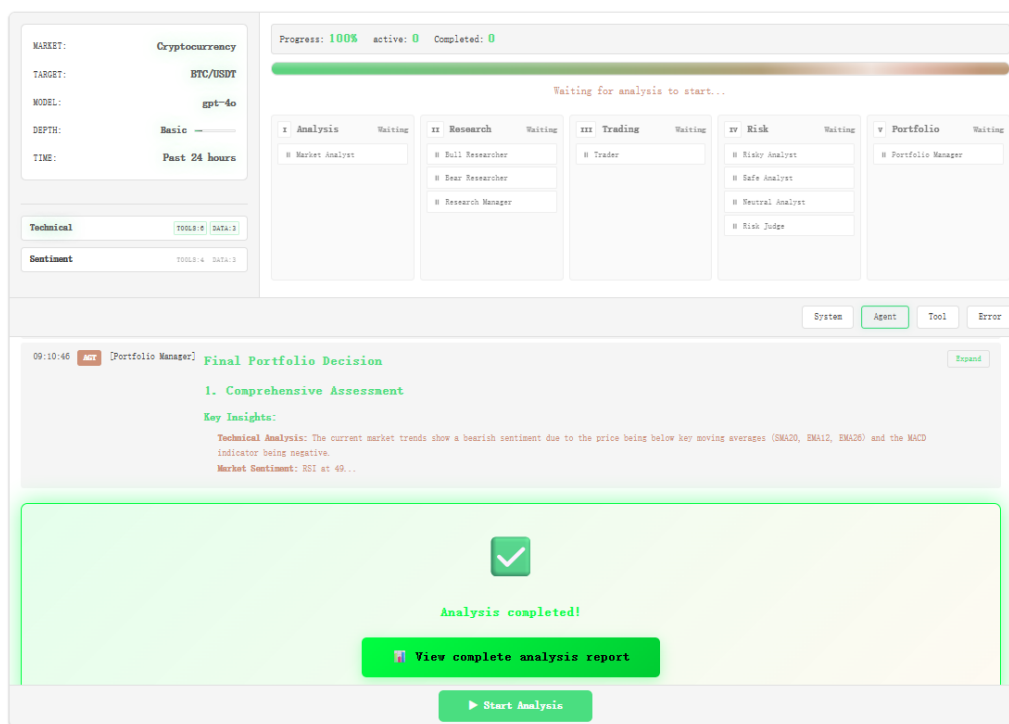 MARKET: Cryptocurrency
TARGET: BTC/USDT
MODEL: gpt-4o
DEPTH: Basic
TIME: Past 24 hours
Technical TOOLS:6 DATA:3
Sentiment TOOLS:4 DATA:3
Progress: 100% active: 0 Completed: 0
Waiting for analysis to start...
I Analysis Waiting
Market Analyst
II Research Waiting
Bull Researcher
Bear Researcher
Research Manager
III Trading Waiting
Trader
IV Risk Waiting
Risky Analyst
Safe Analyst
Neutral Analyst
Risk Judge
V Portfolio Waiting
Portfolio Manager
System Agent Tool Error
09:10:46 AGT [Portfolio Manager] Final Portfolio Decision Expand
1. Comprehensive Assessment
Key Insights:
Technical Analysis: The current market trends show a bearish sentiment due to the price being below key moving averages (SMA20, EMA12, EMA26) and the MACD
indicator being negative.
Market Sentiment: RSI at 49...
Analysis completed!
View complete analysis report
Start Analysis